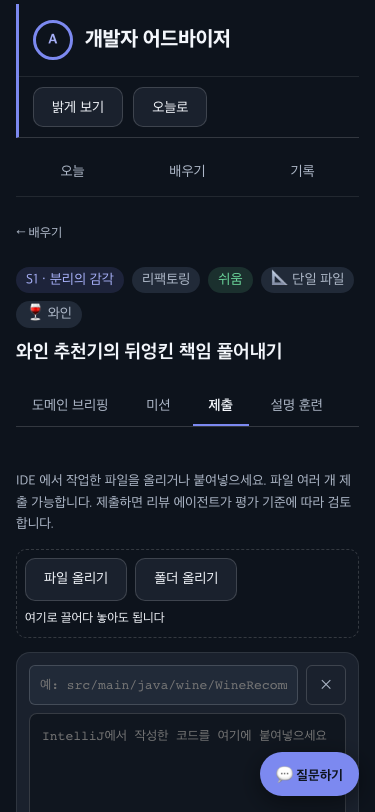 A 개발자 어드바이저
밝게 보기 오늘로
오늘 배우기 기록
← 배우기
S1 · 분리의 감각 리팩토링 쉬움 📐 단일 파일
🍷 와인
와인 추천기의 뒤엉킨 책임 풀어내기
도메인 브리핑 미션 제출 설명 훈련
IDE 에서 작업한 파일을 올리거나 붙여넣으세요. 파일 여러 개 제
출 가능합니다. 제출하면 리뷰 에이전트가 평가 기준에 따라 검토
합니다.
파일 올리기 폴더 올리기
여기로 끌어다 놓아도 됩니다
예: src/main/java/wine/WineRecom
×
IntelliJ에서 작성한 코드를 여기에 붙여넣으세요
💬 질문하기